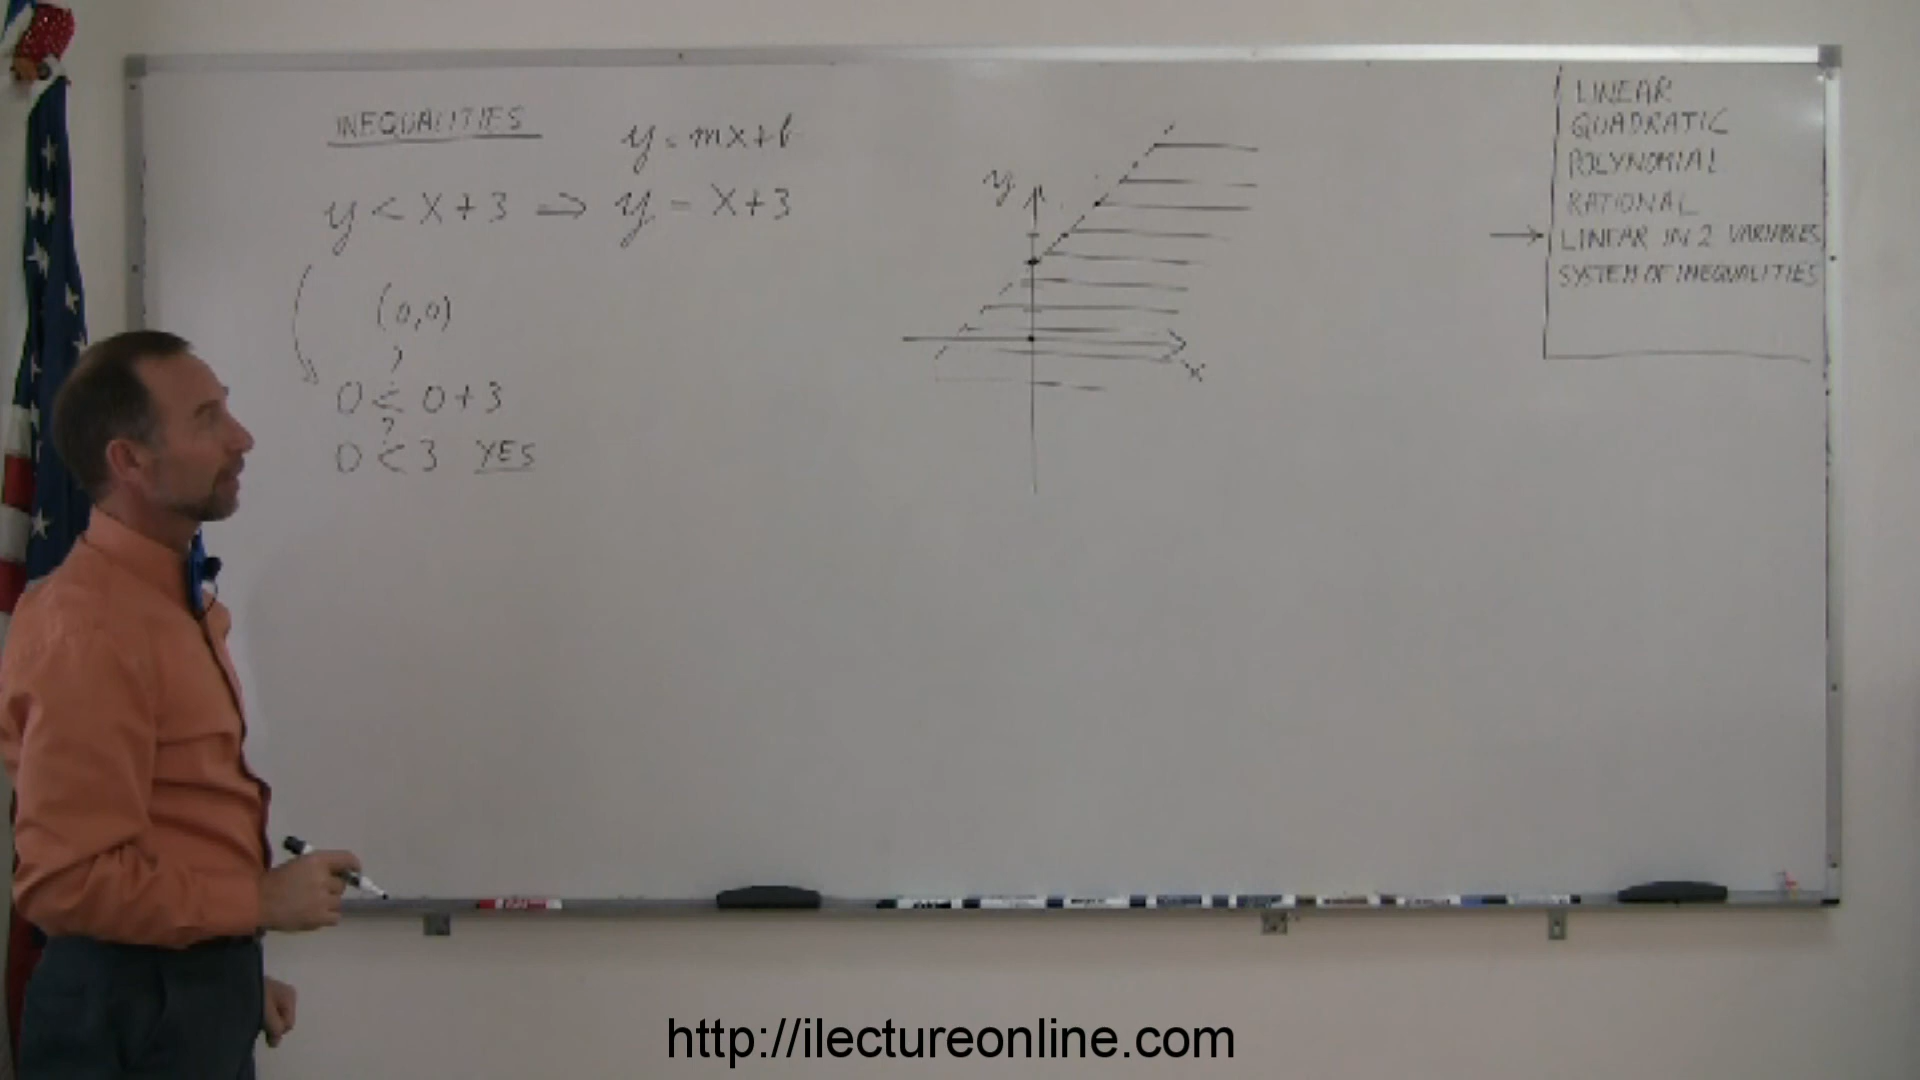 INEQUALITIES
y = mx + b
y < x + 3 ⇒ y = x + 3
(0,0)
?
0 < 0 + 3
?
0 < 3 YES
y
x
LINEAR
QUADRATIC
POLYNOMIAL
RATIONAL
→ LINEAR IN 2 VARIABLES
SYSTEM OF INEQUALITIES
http://ilectureonline.com